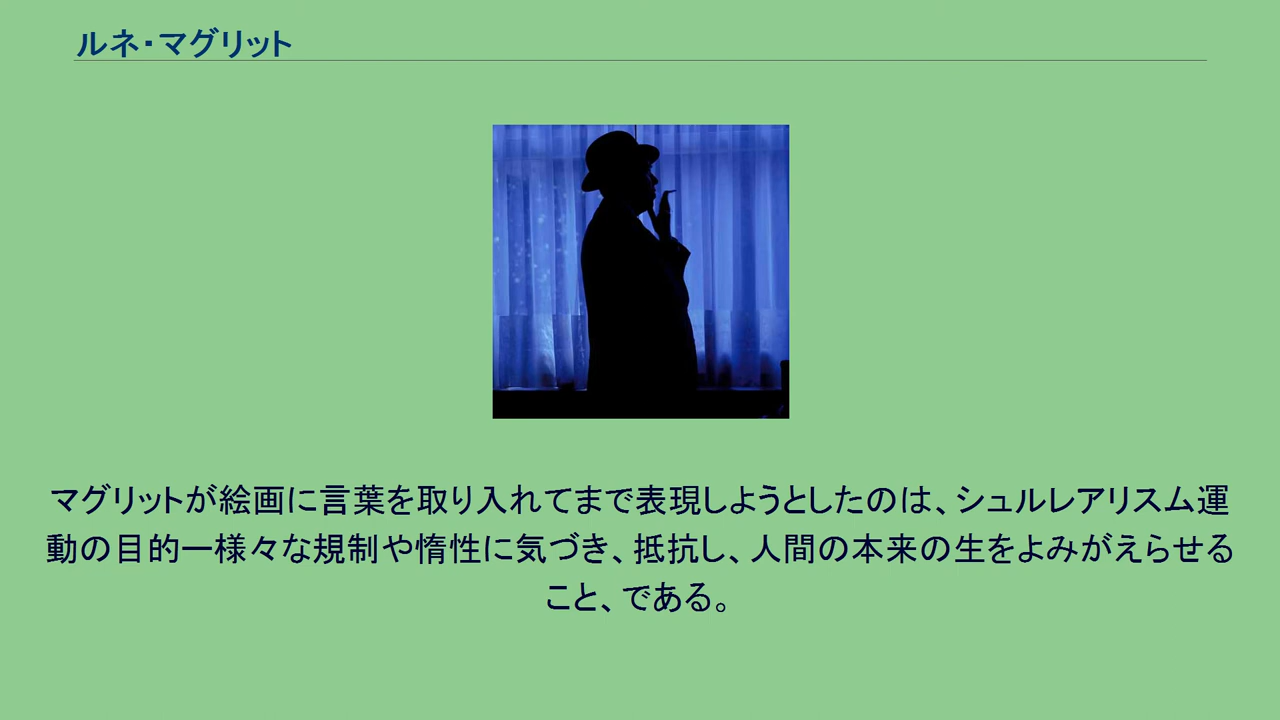 ルネ・マグリット
マグリットが絵画に言葉を取り入れてまで表現しようとしたのは、シュルレアリスム運
動の目的―様々な規制や惰性に気づき、抵抗し、人間の本来の生をよみがえらせる
こと、である。